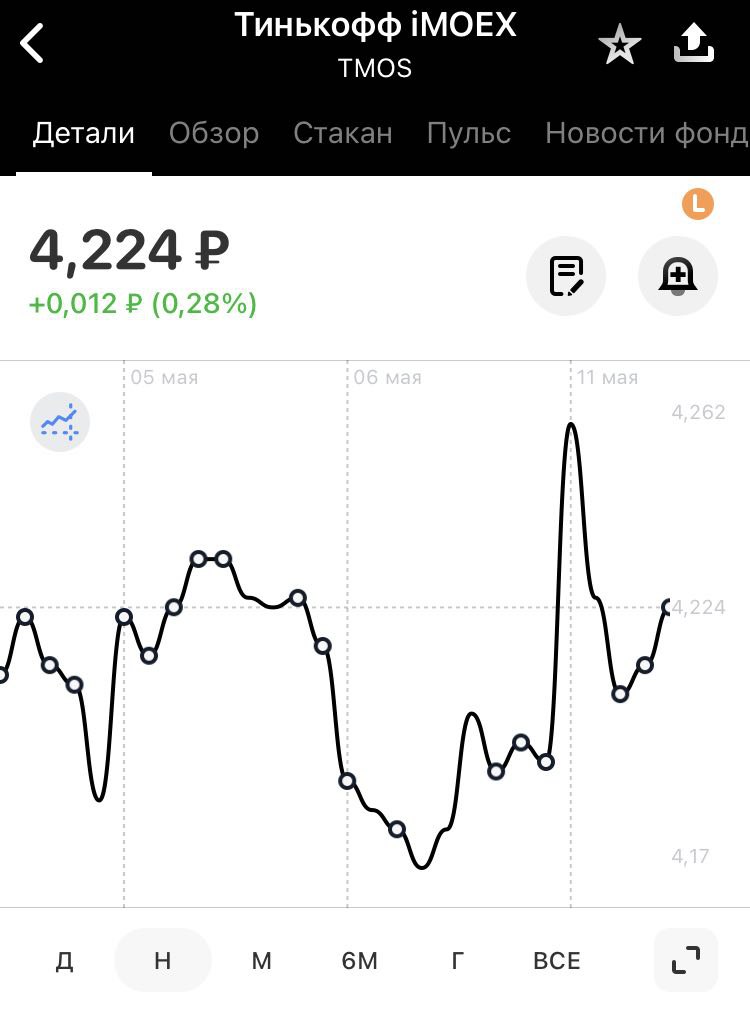 Тинькофф iMOEX
TMOS
Детали Обзор Стакан Пульс Новости фонд
L
4,224 ₽
+0,012 ₽ (0,28%)
05 мая 06 мая 11 мая
4,262
4,224
4,17
Д Н М 6М Г ВСЕ